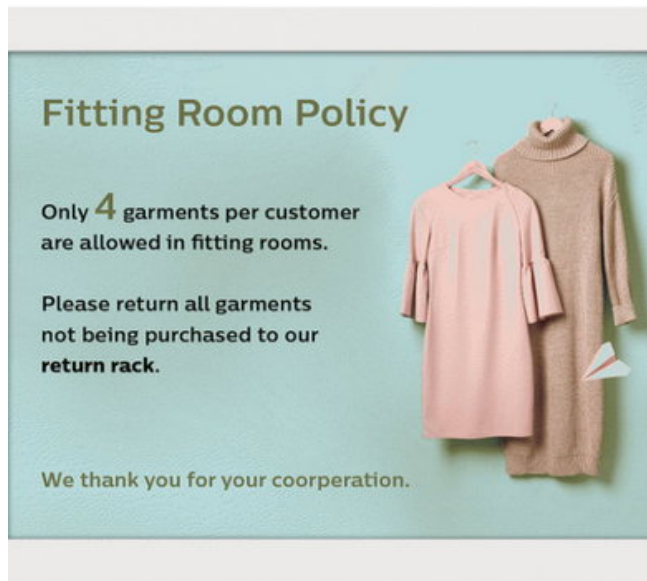 Fitting Room Policy
Only 4 garments per customer
are allowed in fitting rooms.
Please return all garments
not being purchased to our
return rack.
We thank you for your coorperation.